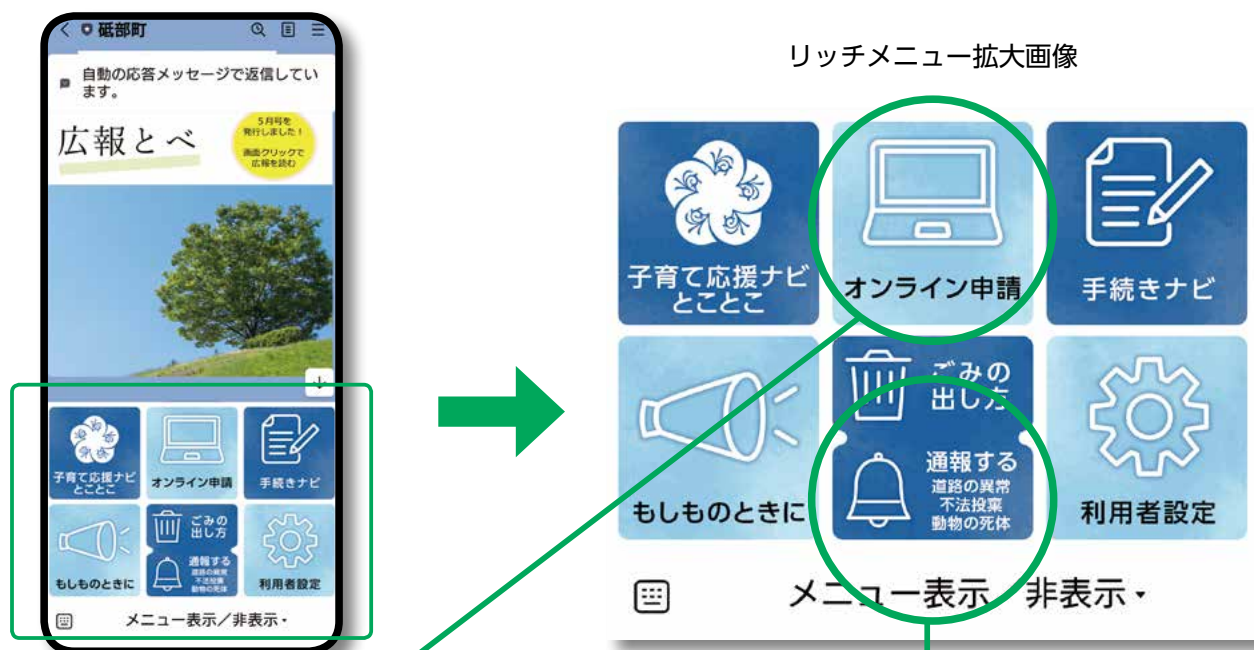 砥部町
自動の応答メッセージで返信してい
ます。
広報とべ
5月号を
発行しました！
画面クリックで
広報を読む
子育て応援ナビ
とことこ
オンライン申請
手続きナビ
もしものときに
ごみの
出し方
通報する
道路の異常
不法投棄
動物の死体
利用者設定
メニュー表示／非表示・
リッチメニュー拡大画像
子育て応援ナビ
とことこ
オンライン申請
手続きナビ
もしものときに
ごみの
出し方
通報する
道路の異常
不法投棄
動物の死体
利用者設定
メニュー表示／非表示・